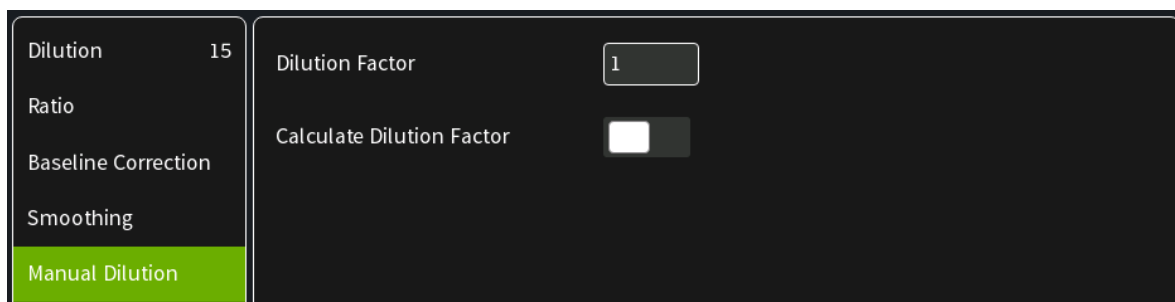 Dilution 15
Ratio
Baseline Correction
Smoothing
Manual Dilution
Dilution Factor 1
Calculate Dilution Factor